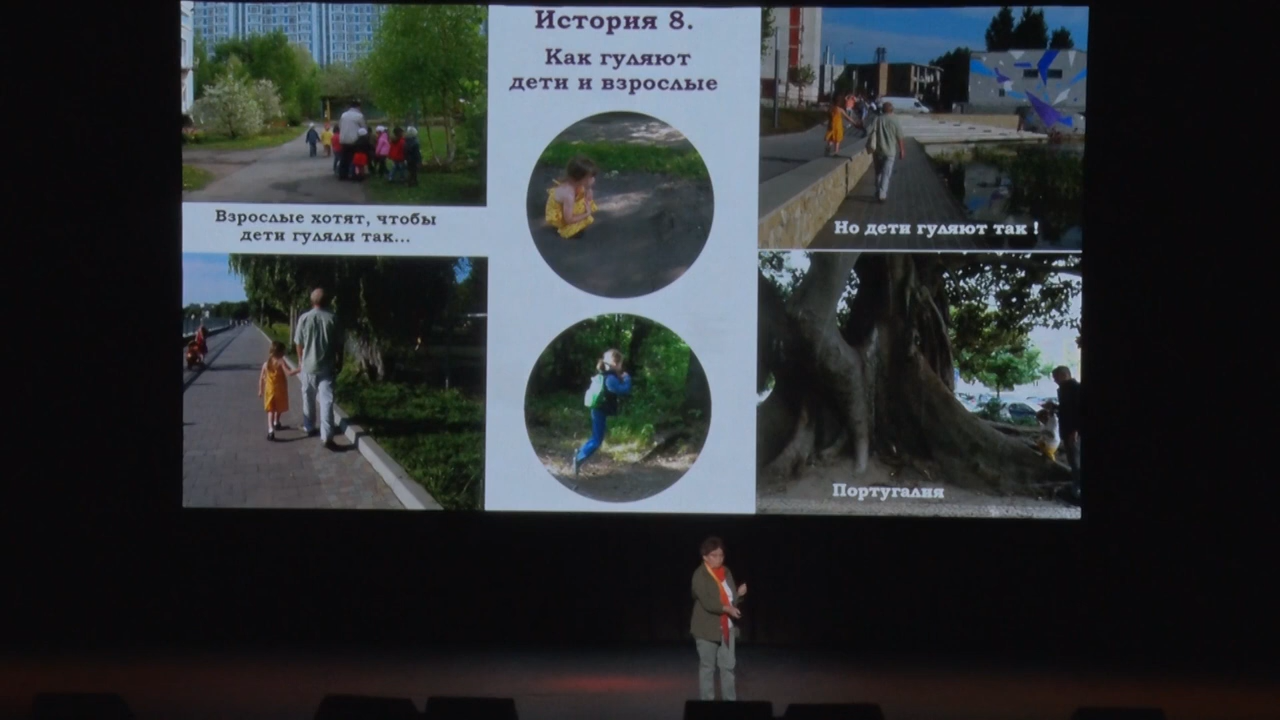 История 8.
Как гуляют
дети и взрослые
Взрослые хотят, чтобы
дети гуляли так...
Но дети гуляют так !
Португалия